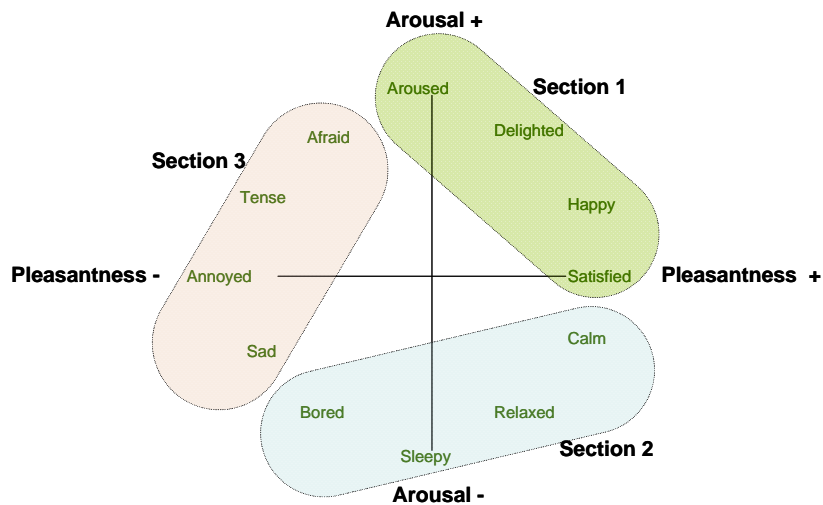 Arousal +
Aroused
Section 1
Delighted
Afraid
Section 3
Tense
Happy
Pleasantness -
Annoyed
Satisfied
Pleasantness +
Calm
Sad
Bored
Relaxed
Section 2
Sleepy
Arousal -